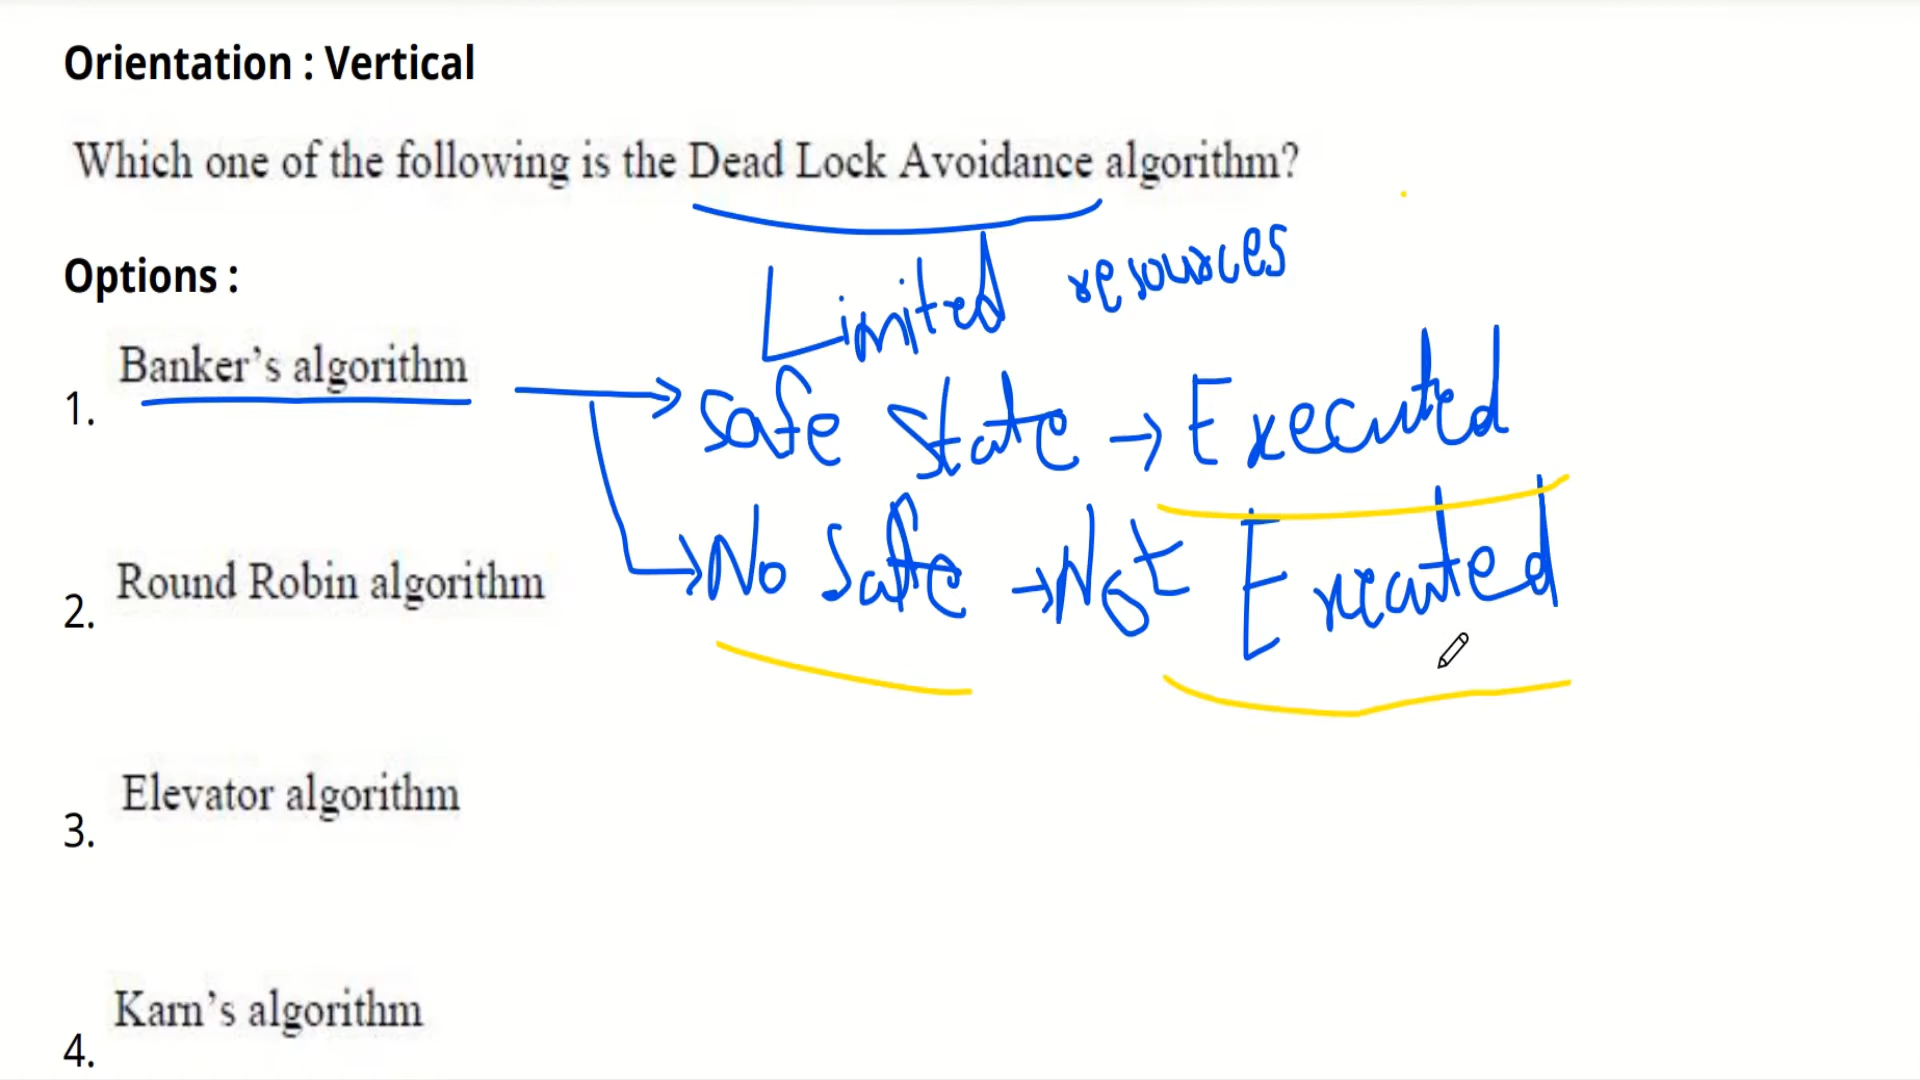 Orientation : Vertical
Which one of the following is the Dead Lock Avoidance algorithm?
Limited resources
Options :
1. Banker's algorithm
Safe State → Executed
No Safe → Not Executed
2. Round Robin algorithm
3. Elevator algorithm
4. Karn's algorithm